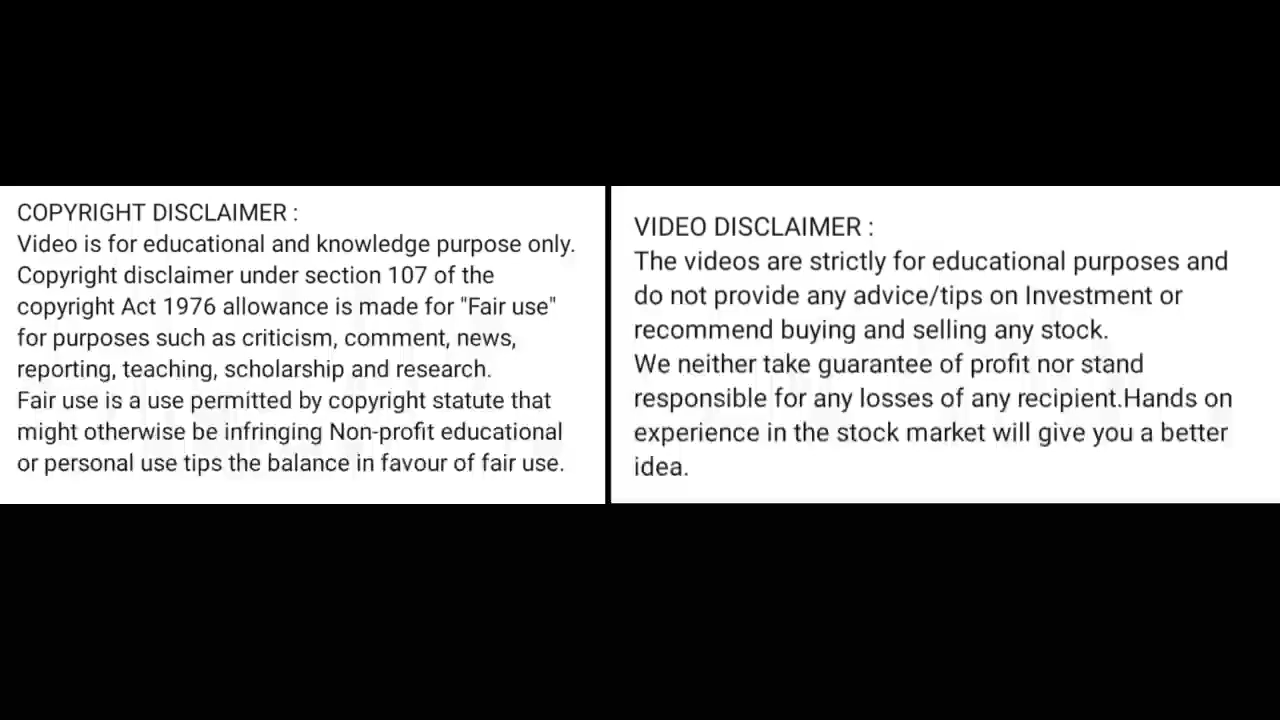 COPYRIGHT DISCLAIMER :
Video is for educational and knowledge purpose only.
Copyright disclaimer under section 107 of the
copyright Act 1976 allowance is made for "Fair use"
for purposes such as criticism, comment, news,
reporting, teaching, scholarship and research.
Fair use is a use permitted by copyright statute that
might otherwise be infringing Non-profit educational
or personal use tips the balance in favour of fair use.
VIDEO DISCLAIMER :
The videos are strictly for educational purposes and
do not provide any advice/tips on Investment or
recommend buying and selling any stock.
We neither take guarantee of profit nor stand
responsible for any losses of any recipient.Hands on
experience in the stock market will give you a better
idea.